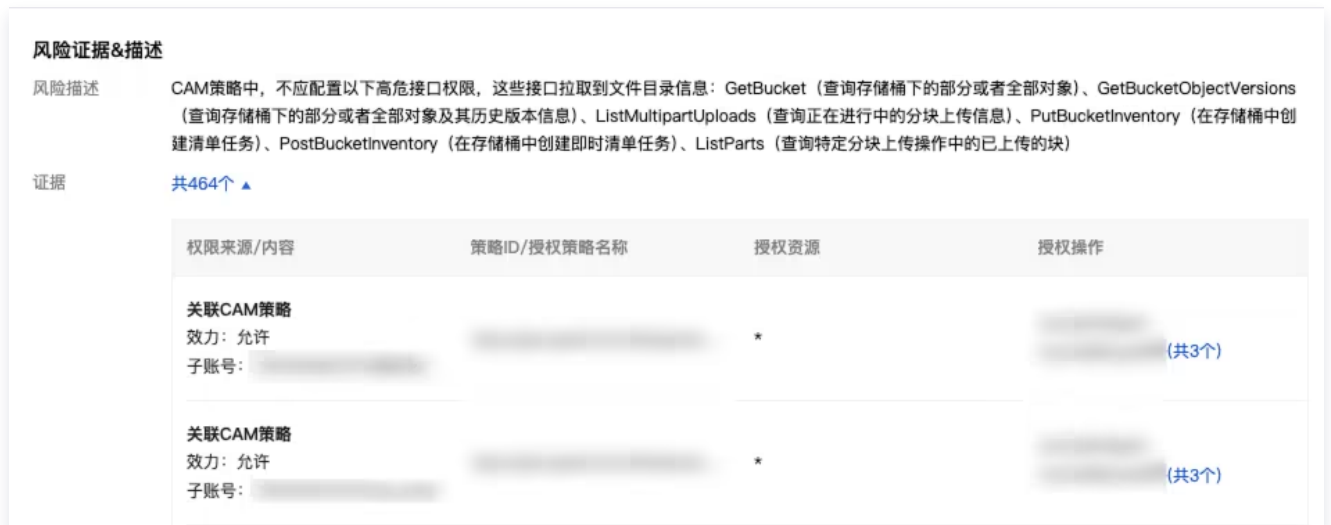 风险证据&描述
风险描述 CAM策略中，不应配置以下高危接口权限，这些接口拉取到文件目录信息：GetBucket（查询存储桶下的部分或者全部对象）、GetBucketObjectVersions
（查询存储桶下的部分或者全部对象及其历史版本信息）、ListMultipartUploads（查询正在进行中的分块上传信息）、PutBucketInventory（在存储桶中创
建清单任务）、PostBucketInventory（在存储桶中创建即时清单任务）、ListParts（查询特定分块上传操作中的已上传的块）
证据 共464个 ▲
权限来源/内容 策略ID/授权策略名称 授权资源 授权操作
关联CAM策略
效力：允许 *
子账号： (共3个)
关联CAM策略
效力：允许 *
子账号： (共3个)